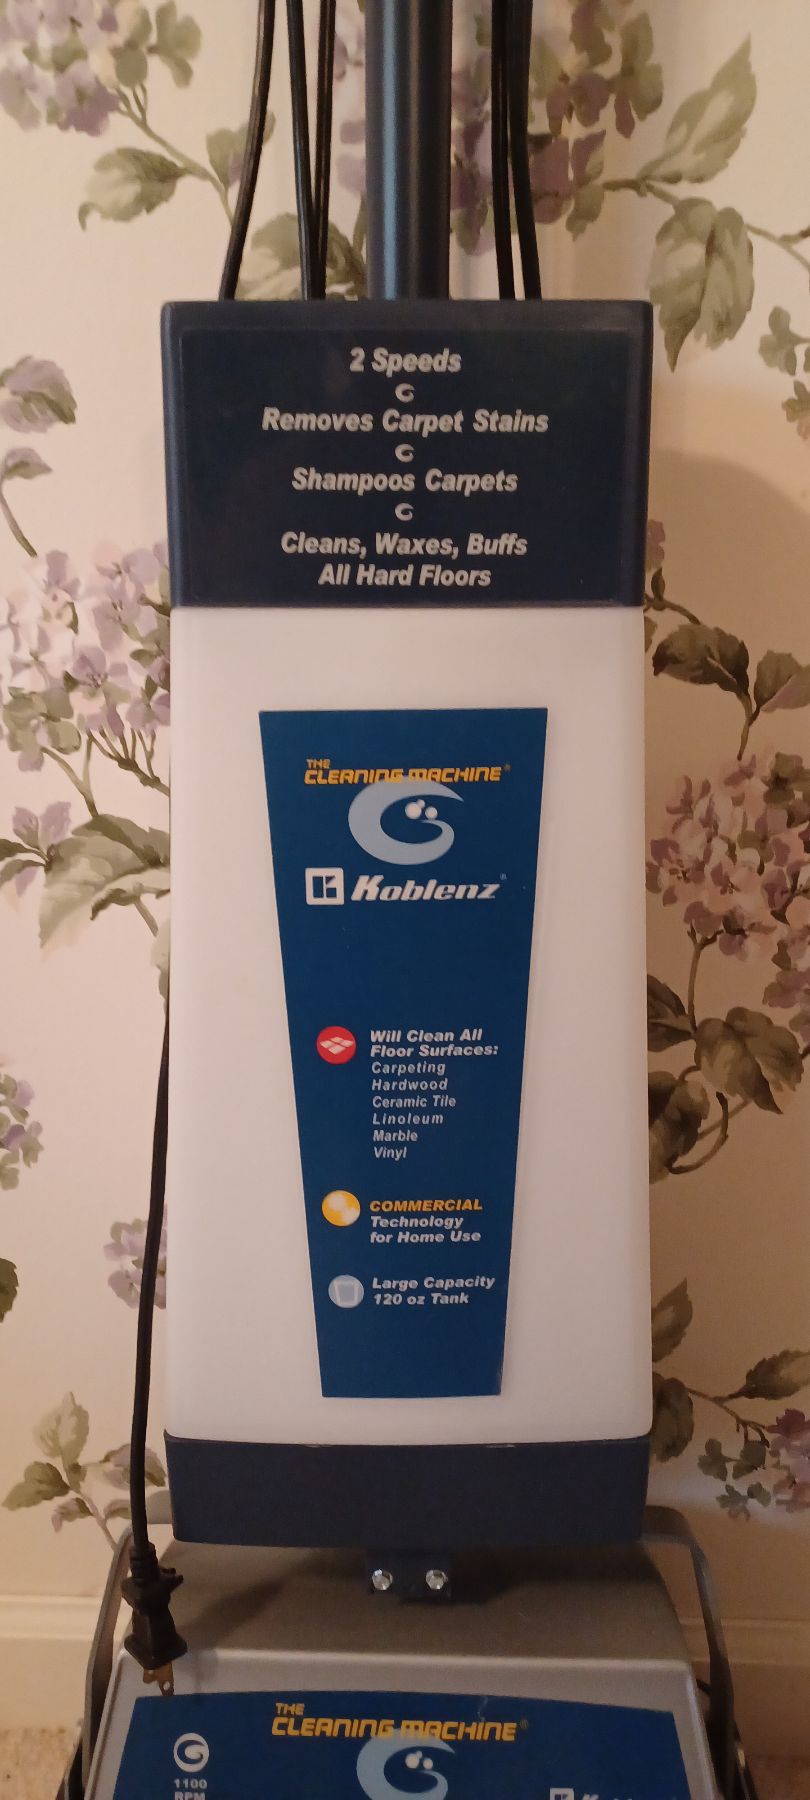 2 Speeds
Removes Carpet Stains
Shampoos Carpets
Cleans, Waxes, Buffs
All Hard Floors
THE
CLEANING MACHINE®
Koblenz®
Will Clean All
Floor Surfaces:
Carpeting
Hardwood
Ceramic Tile
Linoleum
Marble
Vinyl
COMMERCIAL
Technology
for Home Use
Large Capacity
120 oz Tank
THE
CLEANING MACHINE®
1100
RPM